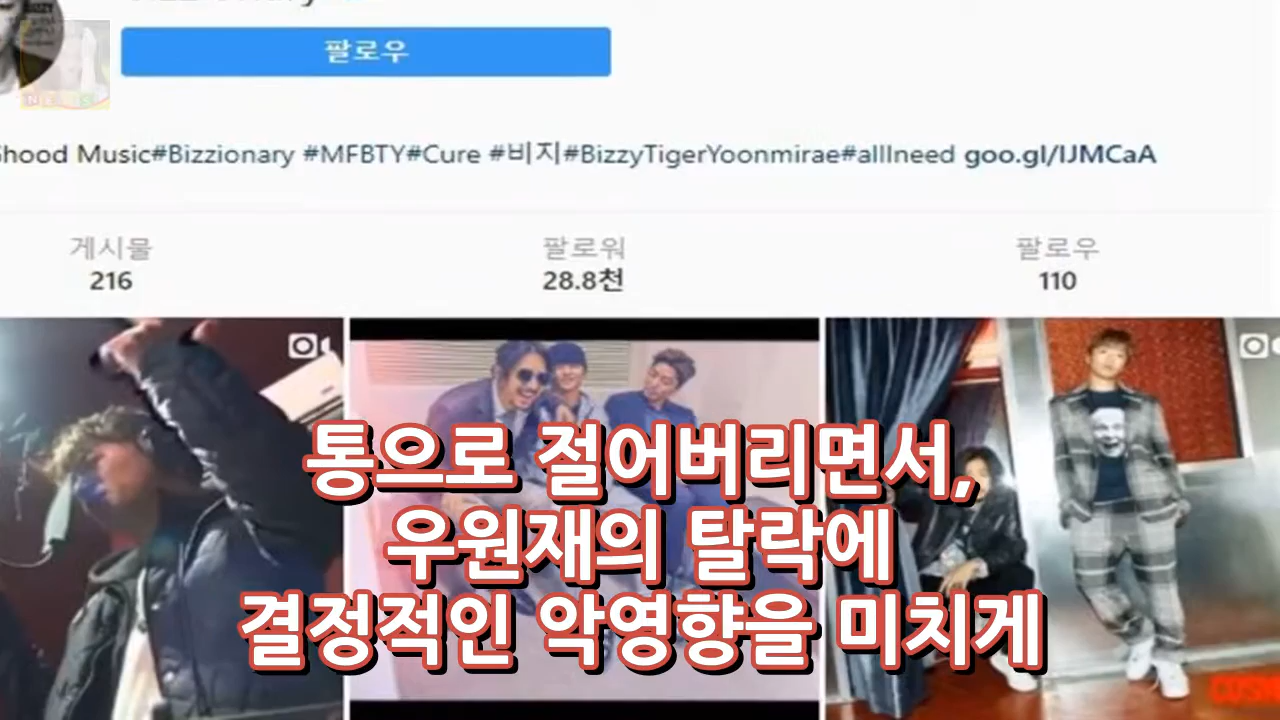 팔로우
Ghood Music#Bizzionary #MFBTY#Cure #비지#BizzyTigerYoonmirae#allIneed goo.gl/IJMCaA
게시물 팔로워 팔로우
216 28.8천 110
통으로 절어버리면서,
우원재의 탈락에
결정적인 악영향을 미치게